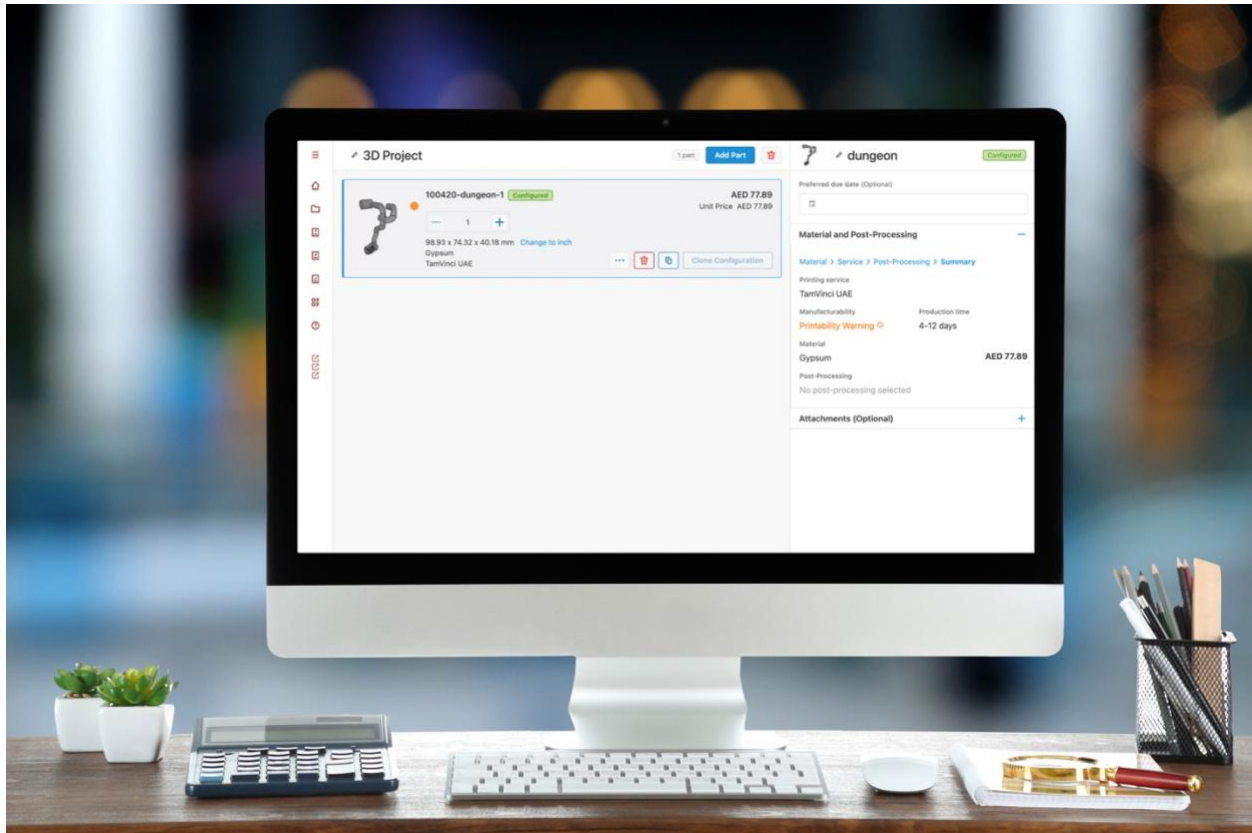 3D Project
1 part
Add Part
100420-dungeon-1
Configured
AED 77.89
Unit Price AED 77.89
1
98.93 x 74.32 x 40.18 mm Change to inch
Gypsum
TamVinci UAE
Clone Configuration
dungeon
Configured
Preferred due date (Optional)
Material and Post-Processing
Material > Service > Post-Processing > Summary
Printing service
TamVinci UAE
Manufacturability Production time
Printability Warning 4-12 days
Material
Gypsum AED 77.89
Post-Processing
No post-processing selected
Attachments (Optional)